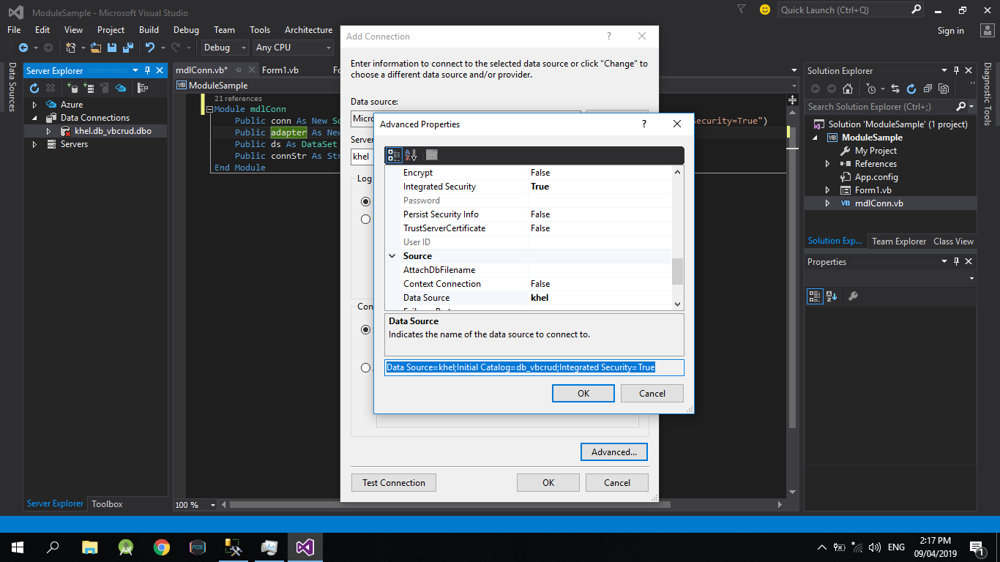 ModuleSample - Microsoft Visual Studio
Quick Launch (Ctrl+Q)
File Edit View Project Build Debug Team Tools Architecture
Sign in
Debug Any CPU
Data Sources
Server Explorer
Azure
Data Connections
khel.db_vbcrud.dbo
Servers
Server Explorer Toolbox
mdlConn.vb* Form1.vb
ModuleSample
21 references
Module mdlConn
Public conn As New Security=True")
Public adapter As New
Public ds As DataSet
Public connStr As
End Module
100 %
Add Connection
?
Enter information to connect to the selected data source or click "Change" to
choose a different data source and/or provider.
Data source:
Server
khel
Log
Advanced...
Test Connection OK Cancel
Advanced Properties
?
Encrypt False
Integrated Security True
Password
Persist Security Info False
TrustServerCertificate False
User ID
Source
AttachDbFilename
Context Connection False
Data Source khel
Data Source
Indicates the name of the data source to connect to.
Data Source=khel;Initial Catalog=db_vbcrud;Integrated Security=True
OK Cancel
Solution Explorer
Search Solution Explorer (Ctrl+;)
Solution 'ModuleSample' (1 project)
VB ModuleSample
My Project
References
App.config
Form1.vb
VB mdlConn.vb
Solution Exp... Team Explorer Class View
Properties
Diagnostic Tools
ENG
2:17 PM
09/04/2019
1